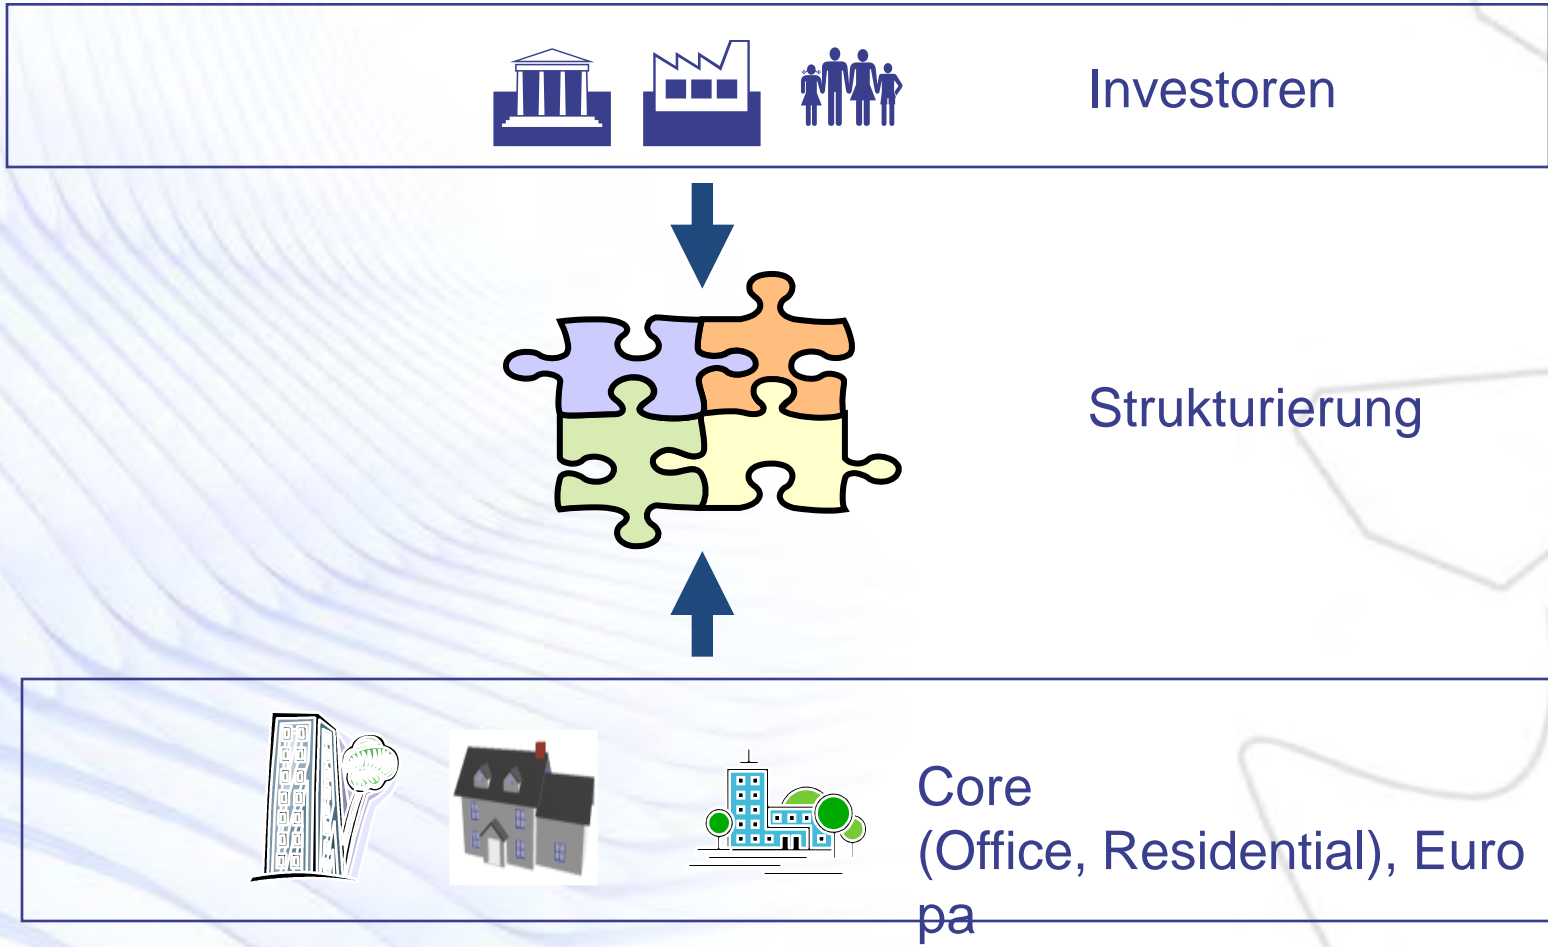 Investoren
Strukturierung
Core
(Office, Residential), Euro
pa